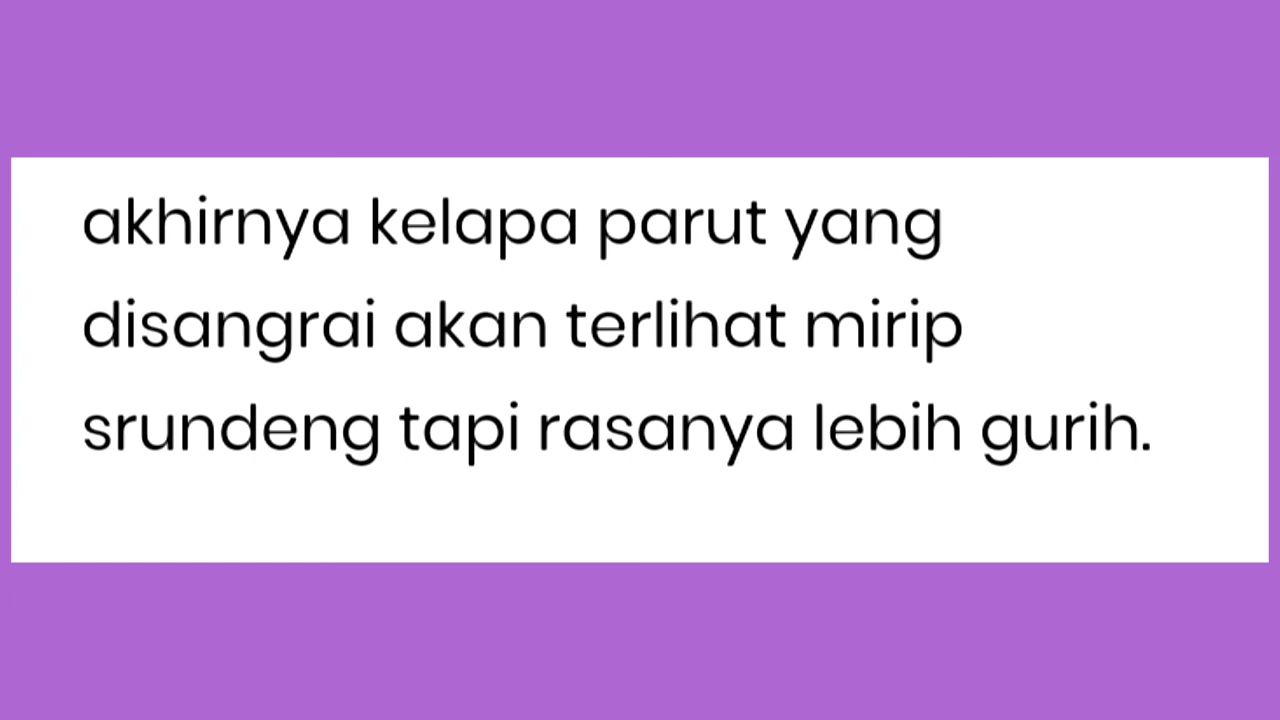 akhirnya kelapa parut yang
disangrai akan terlihat mirip
srundeng tapi rasanya lebih gurih.